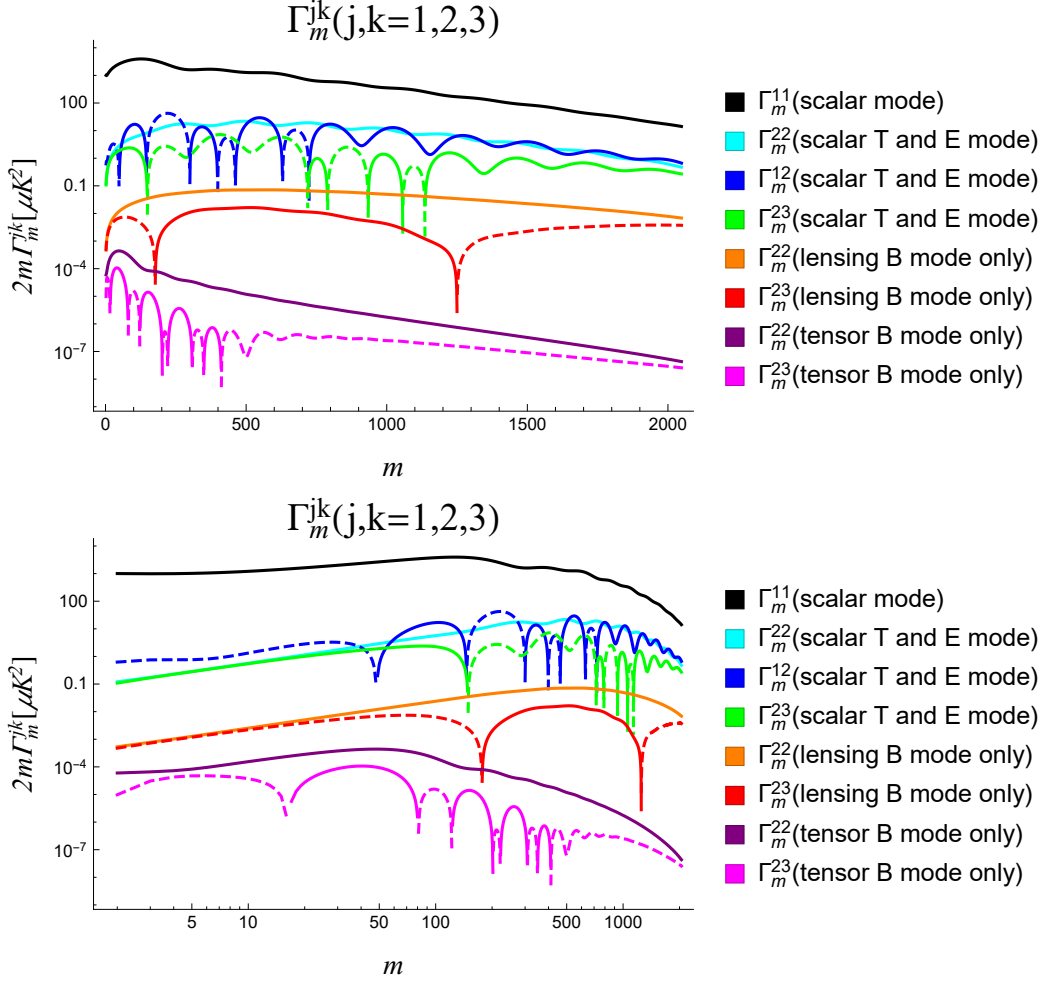 Γ_m^jk(j,k=1,2,3)
2mΓ_m^jk[μK²]
100
0.1
10⁻⁴
10⁻⁷
0
500
1000
1500
2000
m
Γ_m^11(scalar mode)
Γ_m^22(scalar T and E mode)
Γ_m^12(scalar T and E mode)
Γ_m^23(scalar T and E mode)
Γ_m^22(lensing B mode only)
Γ_m^23(lensing B mode only)
Γ_m^22(tensor B mode only)
Γ_m^23(tensor B mode only)
Γ_m^jk(j,k=1,2,3)
2mΓ_m^jk[μK²]
100
0.1
10⁻⁴
10⁻⁷
5
10
50
100
500
1000
m
Γ_m^11(scalar mode)
Γ_m^22(scalar T and E mode)
Γ_m^12(scalar T and E mode)
Γ_m^23(scalar T and E mode)
Γ_m^22(lensing B mode only)
Γ_m^23(lensing B mode only)
Γ_m^22(tensor B mode only)
Γ_m^23(tensor B mode only)